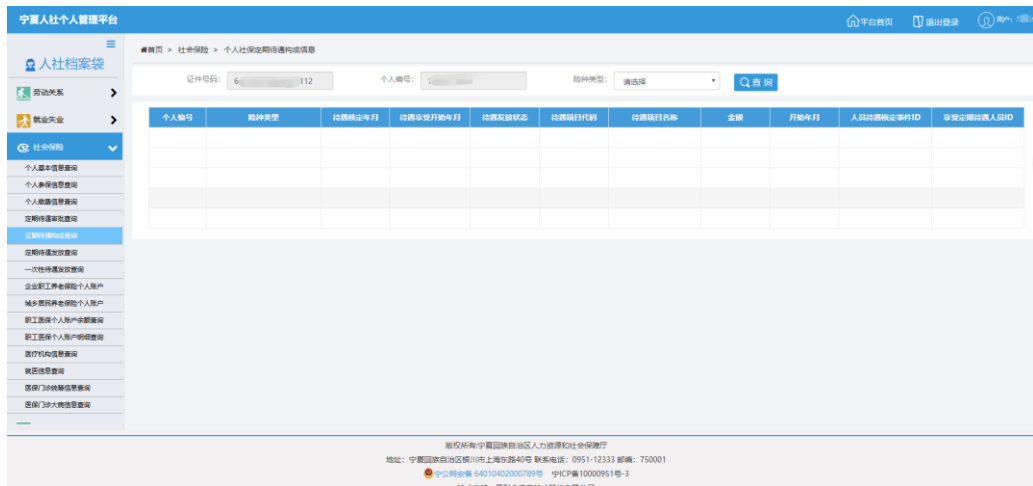 宁夏人社个人管理平台
平台首页 退出登录 用户:
人社档案袋
首页 > 社会保险 > 个人社保定期待遇构成信息
证件号码: 6 112 个人编号: 险种类型: 请选择 查询
劳动关系
就业失业
社会保险
个人基本信息查询
个人参保信息查询
个人缴费信息查询
定期待遇审批查询
定期待遇构成查询
定期待遇发放查询
一次性待遇发放查询
企业职工养老保险个人账户
城乡居民养老保险个人账户
职工医保个人账户余额查询
职工医保个人账户明细查询
医疗机构信息查询
就医信息查询
医保门诊统筹信息查询
医保门诊大病信息查询
个人编号 险种类型 待遇核定年月 待遇享受开始年月 待遇发放状态 待遇项目代码 待遇项目名称 金额 开始年月 人员待遇核定事件ID 享受定期待遇人员ID
版权所有:宁夏回族自治区人力资源和社会保障厅
地址：宁夏回族自治区银川市上海东路40号 联系电话：0951-12333 邮编：750001
宁公网安备 64010402000789号 宁ICP备10000951号-3